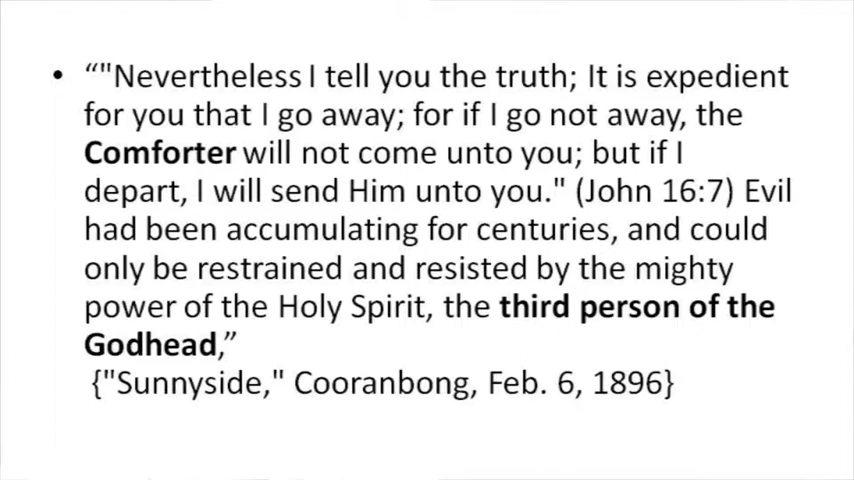 • “"Nevertheless I tell you the truth; It is expedient
for you that I go away; for if I go not away, the
Comforter will not come unto you; but if I
depart, I will send Him unto you." (John 16:7) Evil
had been accumulating for centuries, and could
only be restrained and resisted by the mighty
power of the Holy Spirit, the third person of the
Godhead,”
{"Sunnyside," Cooranbong, Feb. 6, 1896}